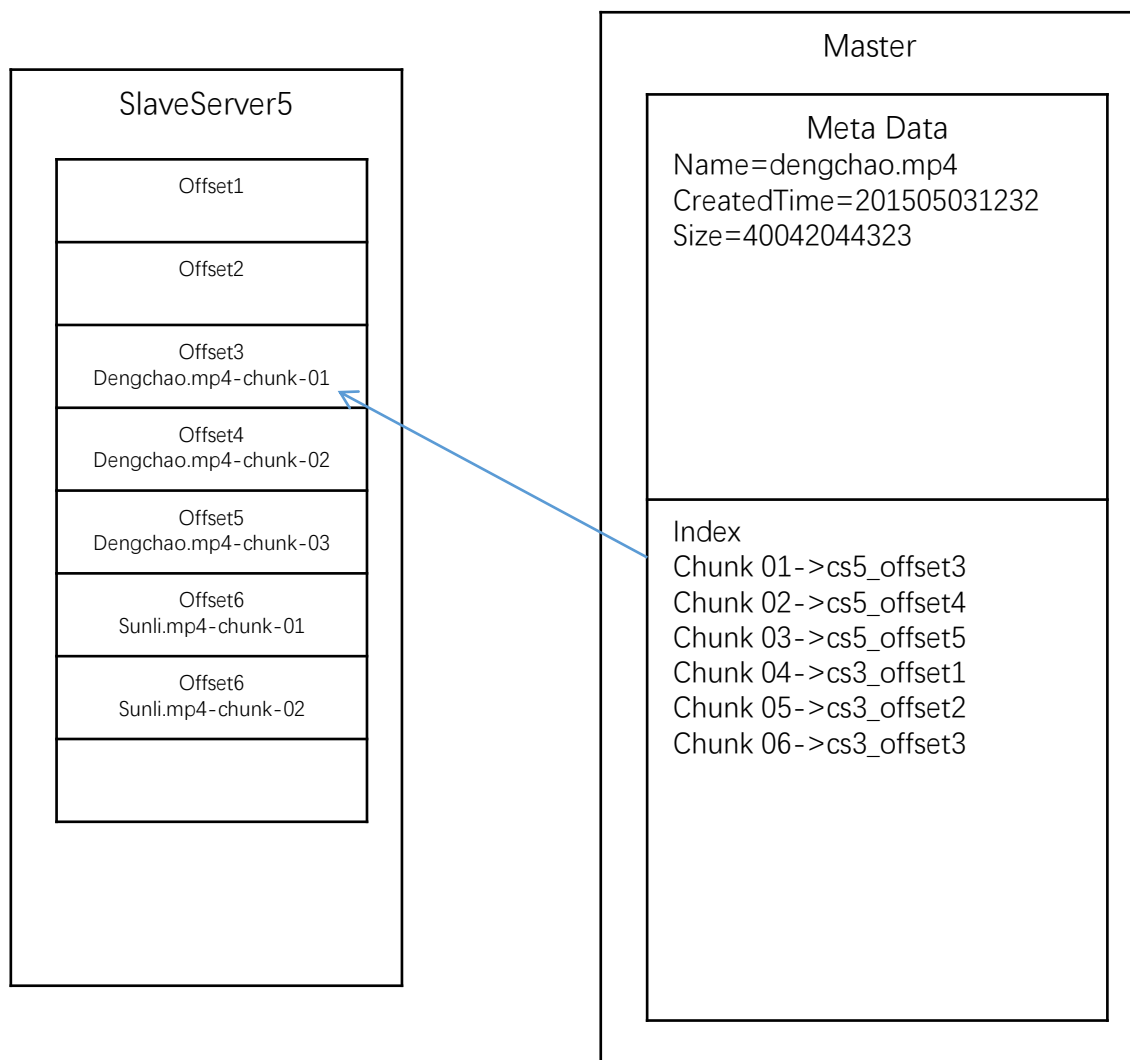 SlaveServer5
Offset1
Offset2
Offset3
Dengchao.mp4-chunk-01
Offset4
Dengchao.mp4-chunk-02
Offset5
Dengchao.mp4-chunk-03
Offset6
Sunli.mp4-chunk-01
Offset6
Sunli.mp4-chunk-02
Master
Meta Data
Name=dengchao.mp4
CreatedTime=201505031232
Size=40042044323
Index
Chunk 01->cs5_offset3
Chunk 02->cs5_offset4
Chunk 03->cs5_offset5
Chunk 04->cs3_offset1
Chunk 05->cs3_offset2
Chunk 06->cs3_offset3